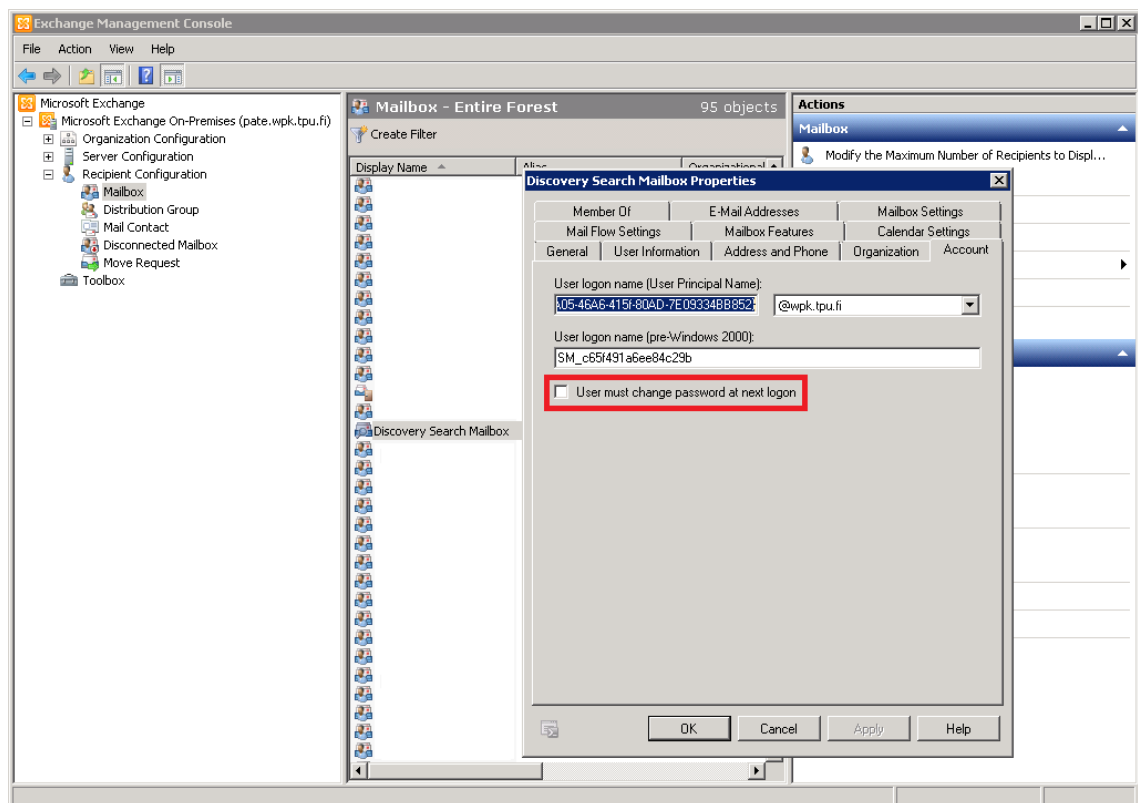 Exchange Management Console
File Action View Help
Microsoft Exchange
Microsoft Exchange On-Premises (pate.wpk.tpu.fi)
Organization Configuration
Server Configuration
Recipient Configuration
Mailbox
Distribution Group
Mail Contact
Disconnected Mailbox
Move Request
Toolbox
Mailbox - Entire Forest 95 objects
Create Filter
Display Name Alias Organizational
Discovery Search Mailbox
Actions
Mailbox
Modify the Maximum Number of Recipients to Displ...
Discovery Search Mailbox Properties
Member Of E-Mail Addresses Mailbox Settings
Mail Flow Settings Mailbox Features Calendar Settings
General User Information Address and Phone Organization Account
User logon name (User Principal Name):
A05-46A6-415f-80AD-7E09334BB852} @wpk.tpu.fi
User logon name (pre-Windows 2000):
SM_c65f491a6ee84c29b
User must change password at next logon
OK Cancel Apply Help